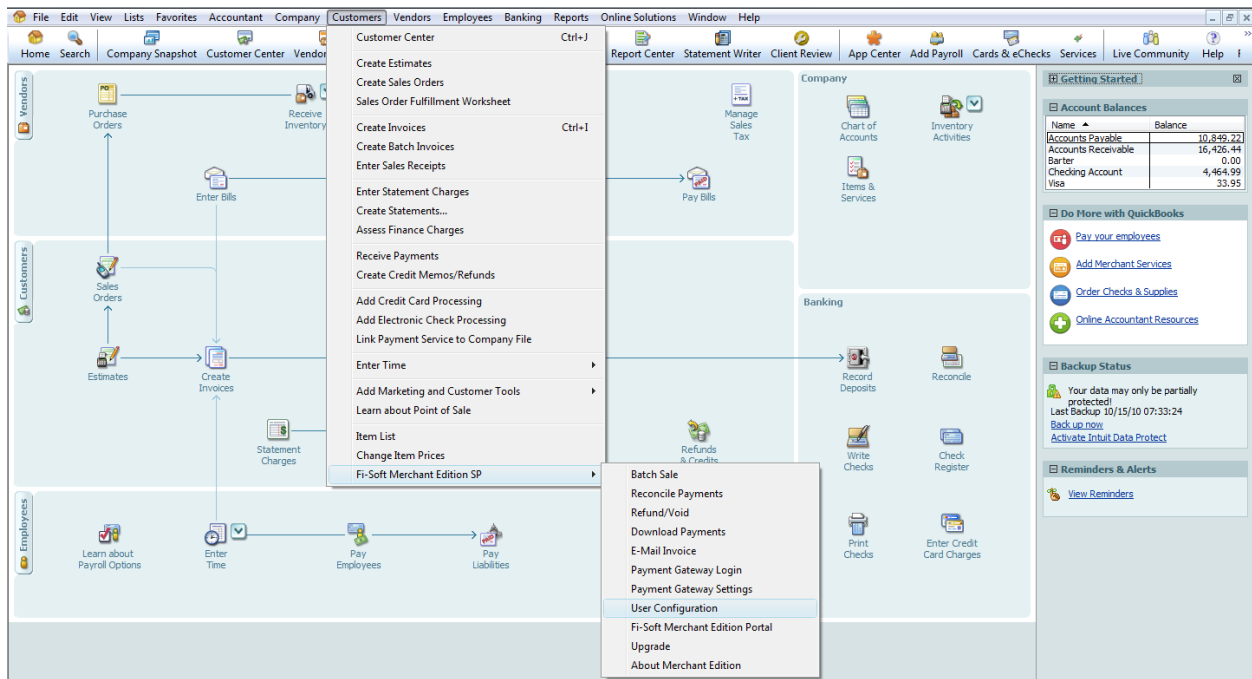 File Edit View Lists Favorites Accountant Company Customers Vendors Employees Banking Reports Online Solutions Window Help
Home Search Company Snapshot Customer Center Vendor Report Center Statement Writer Client Review App Center Add Payroll Cards & eChecks Services Live Community Help
Customer Center Ctrl+J
Create Estimates
Create Sales Orders
Sales Order Fulfillment Worksheet
Create Invoices Ctrl+I
Create Batch Invoices
Enter Sales Receipts
Enter Statement Charges
Create Statements...
Assess Finance Charges
Receive Payments
Create Credit Memos/Refunds
Add Credit Card Processing
Add Electronic Check Processing
Link Payment Service to Company File
Enter Time
Add Marketing and Customer Tools
Learn about Point of Sale
Item List
Change Item Prices
Fi-Soft Merchant Edition SP
Batch Sale
Reconcile Payments
Refund/Void
Download Payments
E-Mail Invoice
Payment Gateway Login
Payment Gateway Settings
User Configuration
Fi-Soft Merchant Edition Portal
Upgrade
About Merchant Edition
Vendors
Purchase
Orders
Receive
Inventory
Enter Bills
+ TAX
Manage
Sales
Tax
Pay Bills
Customers
Sales
Orders
Estimates
Create
Invoices
Statement
Charges
Refunds
& Credits
Employees
Learn about
Payroll Options
Enter
Time
Pay
Employees
Pay
Liabilities
Company
Chart of
Accounts
Inventory
Activities
Items &
Services
Banking
Record
Deposits
Reconcile
Write
Checks
Check
Register
Print
Checks
Enter Credit
Card Charges
Getting Started
Account Balances
Name Balance
Accounts Payable 10,849.22
Accounts Receivable 16,426.44
Barter 0.00
Checking Account 4,464.99
Visa 33.95
Do More with QuickBooks
Pay your employees
Add Merchant Services
Order Checks & Supplies
Online Accountant Resources
Backup Status
Your data may only be partially
protected!
Last Backup 10/15/10 07:33:24
Back up now
Activate Intuit Data Protect
Reminders & Alerts
View Reminders